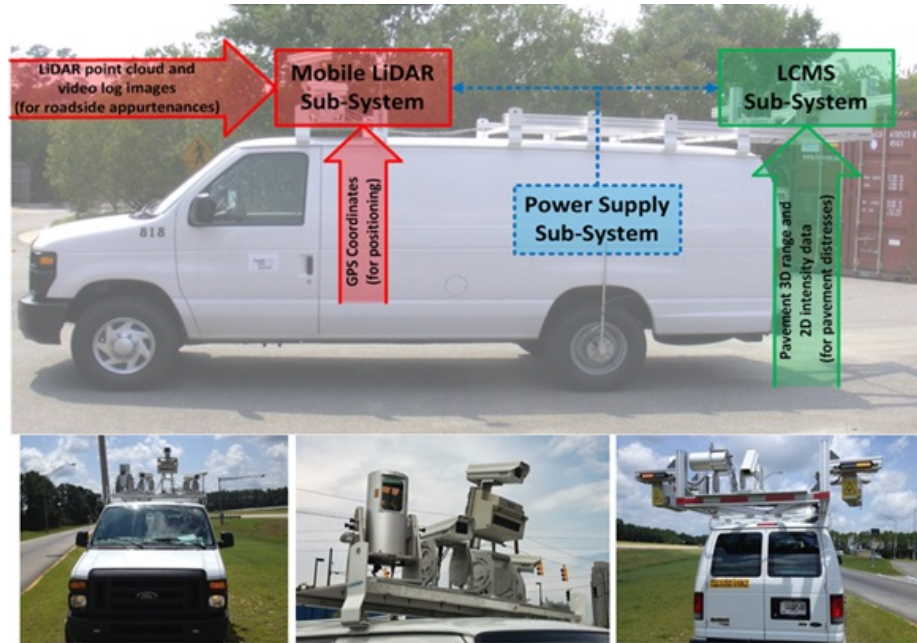 LiDAR point cloud and
video log images
(for roadside appurtenances)
Mobile LiDAR
Sub-System
LCMS
Sub-System
Power Supply
Sub-System
GPS Coordinates
(for positioning)
Pavement 3D range and
2D intensity data
(for pavement distresses)
818